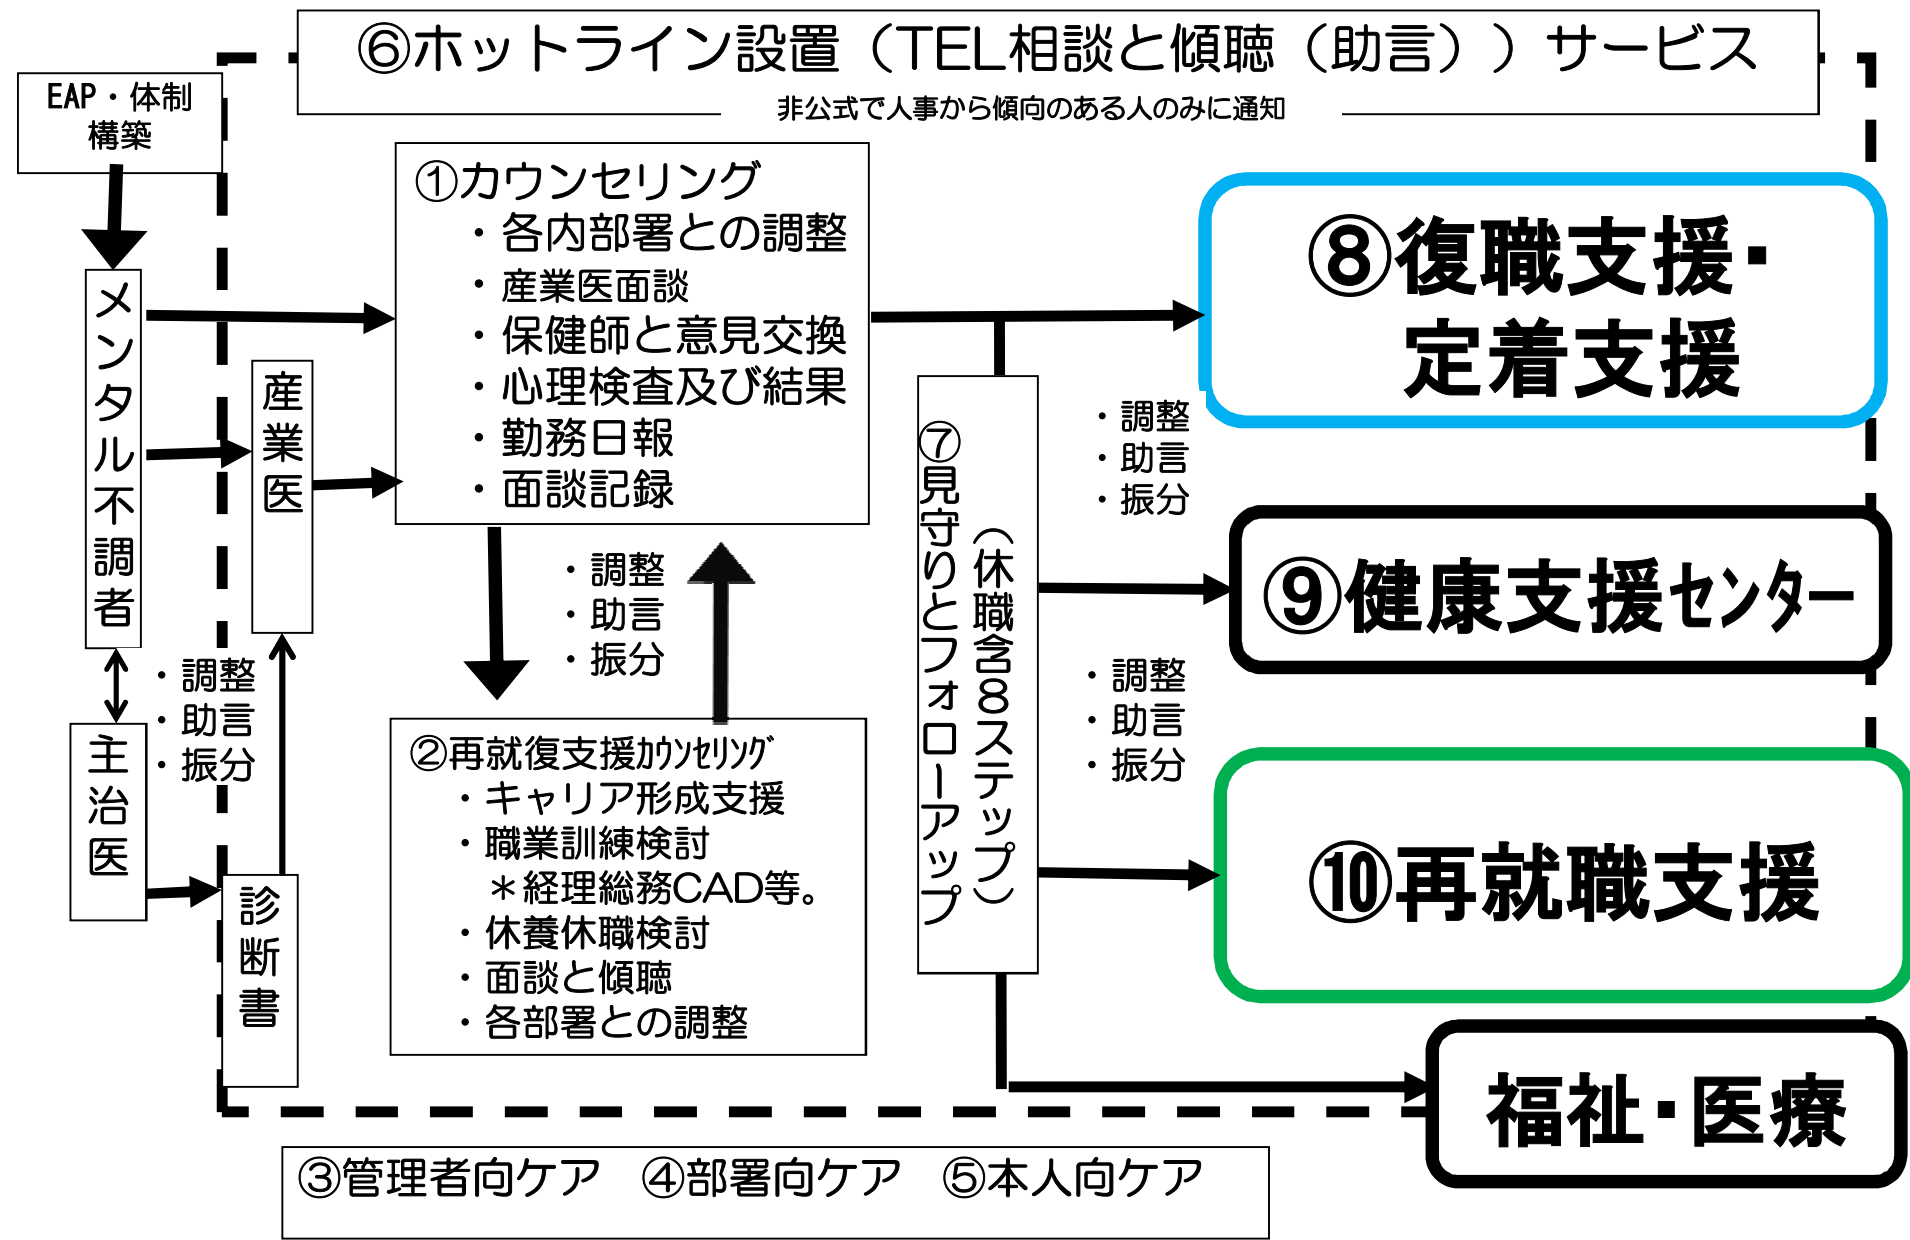 ⑥ホットライン設置（TEL相談と傾聴（助言））サービス
非公式で人事から傾向のある人のみに通知
EAP・体制
構築
メンタル不調者
産業医
・調整
・助言
・振分
主治医
診断書
①カウンセリング
・各内部署との調整
・産業医面談
・保健師と意見交換
・心理検査及び結果
・勤務日報
・面談記録
・調整
・助言
・振分
②再就復支援ｶｳﾝｾﾘﾝｸﾞ
・キャリア形成支援
・職業訓練検討
＊経理総務CAD等。
・休養休職検討
・面談と傾聴
・各部署との調整
⑦見守りとフォローアップ
（休職含８ステップ）
・調整
・助言
・振分
・調整
・助言
・振分
⑧復職支援・
定着支援
⑨健康支援ｾﾝﾀｰ
⑩再就職支援
福祉・医療
③管理者向ケア　④部署向ケア　⑤本人向ケア